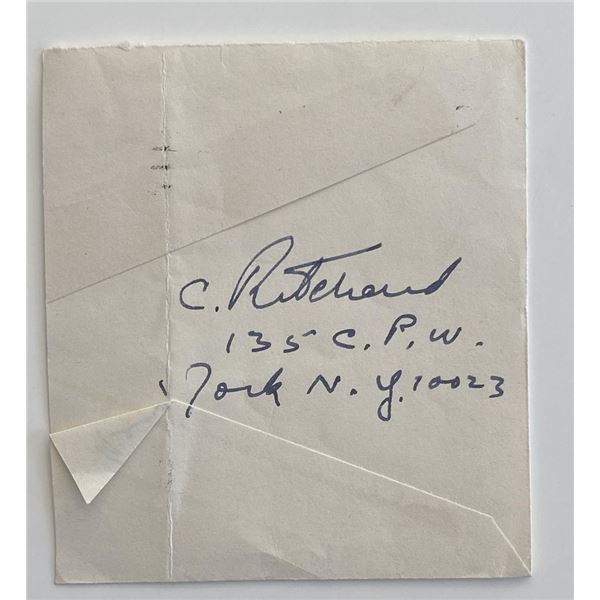 C. Ritchard
135 C. P. W.
York N. Y. 10023